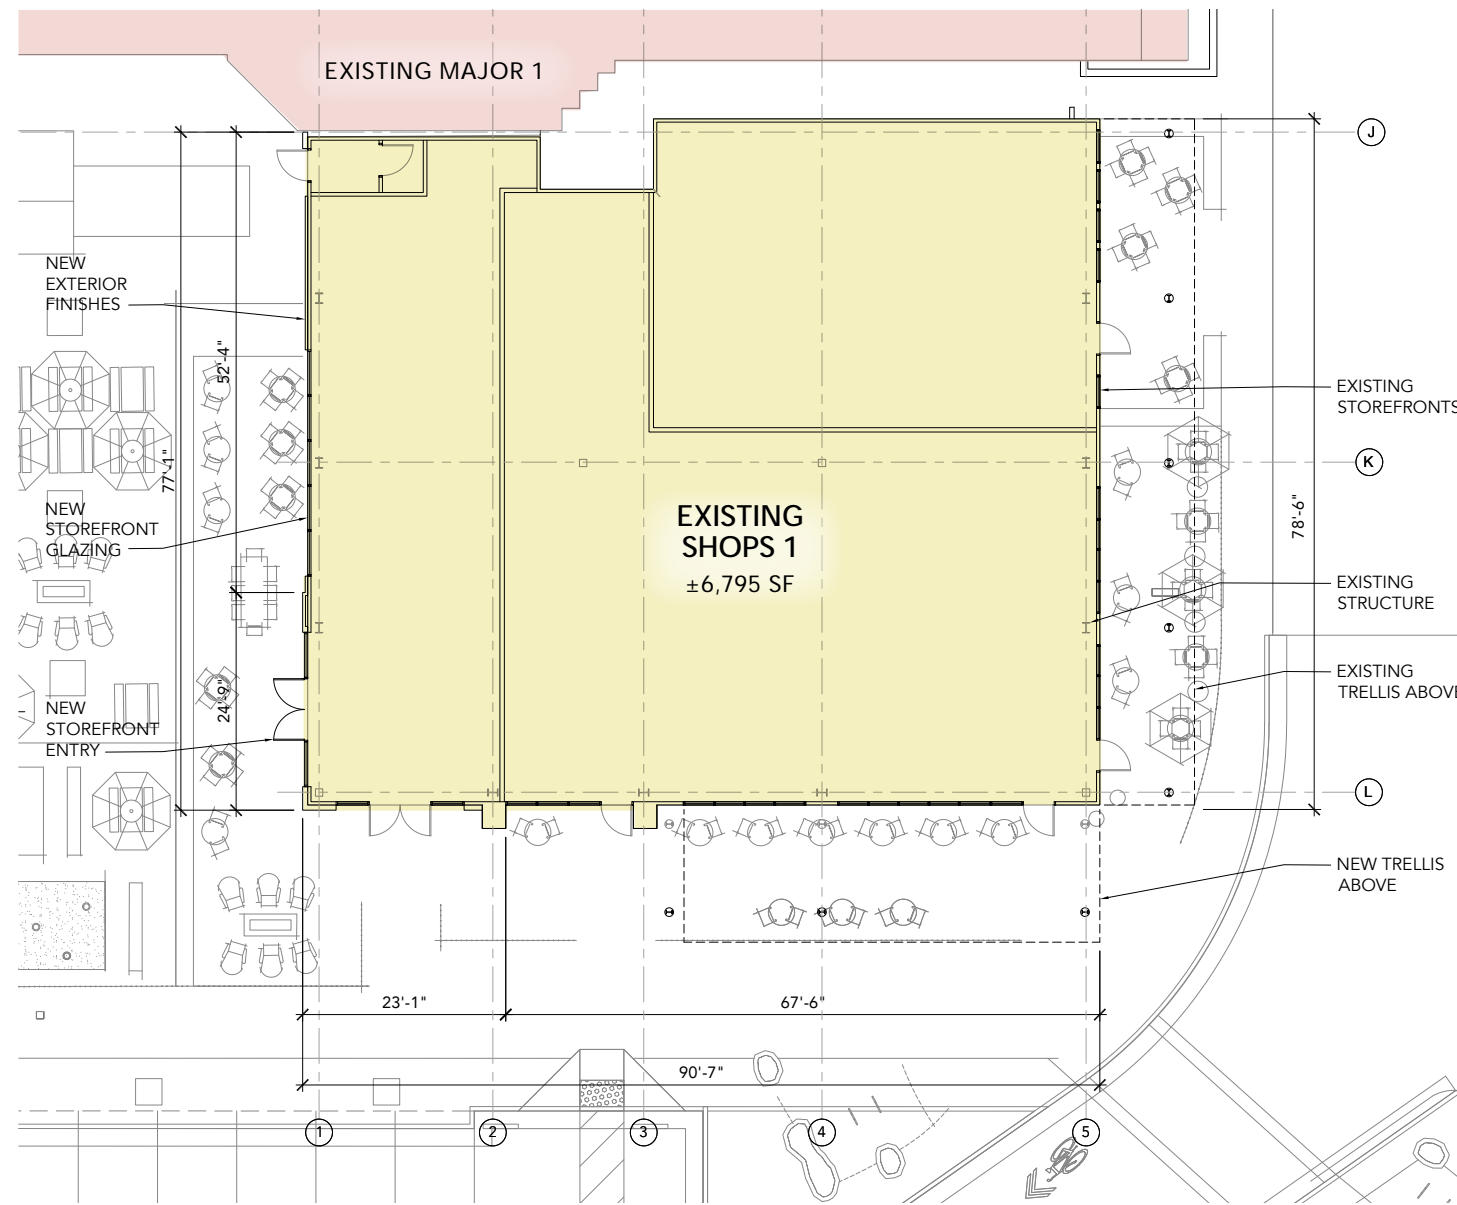 EXISTING MAJOR 1
J
NEW
EXTERIOR
FINISHES
52'-4"
EXISTING
STOREFRONTS
K
77'-1"
NEW
STOREFRONT
GLAZING
EXISTING
SHOPS 1
±6,795 SF
78'-6"
EXISTING
STRUCTURE
EXISTING
TRELLIS ABOVE
24'-9"
NEW
STOREFRONT
ENTRY
L
NEW TRELLIS
ABOVE
23'-1"
67'-6"
90'-7"
1
2
3
4
5